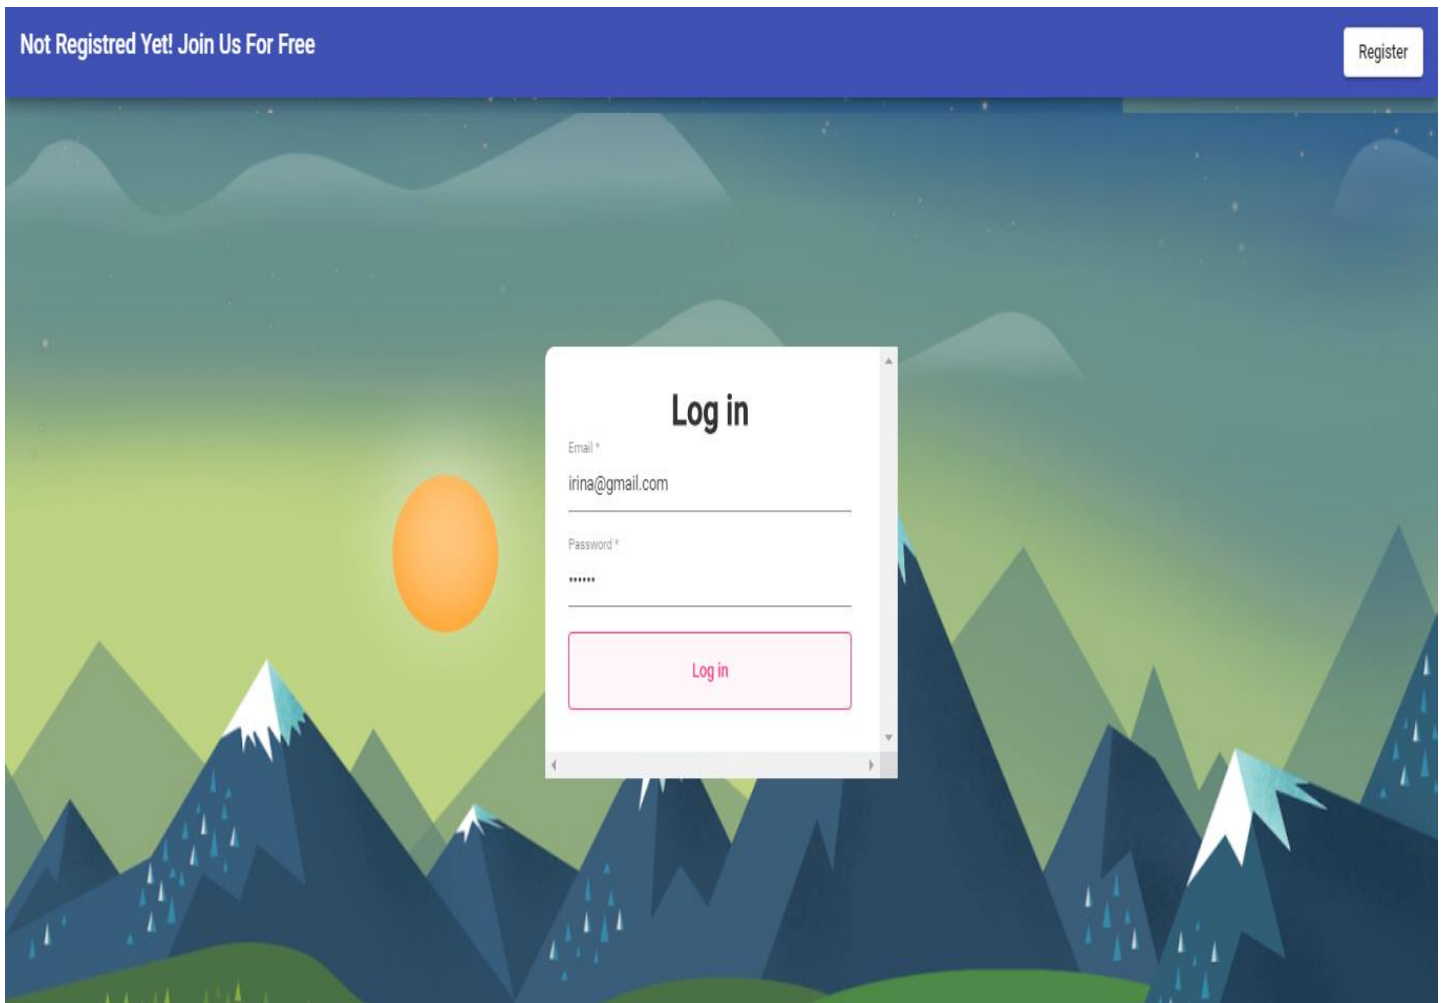 Not Registred Yet! Join Us For Free
Register
Log in
Email *
irina@gmail.com
Password *
••••••
Log in